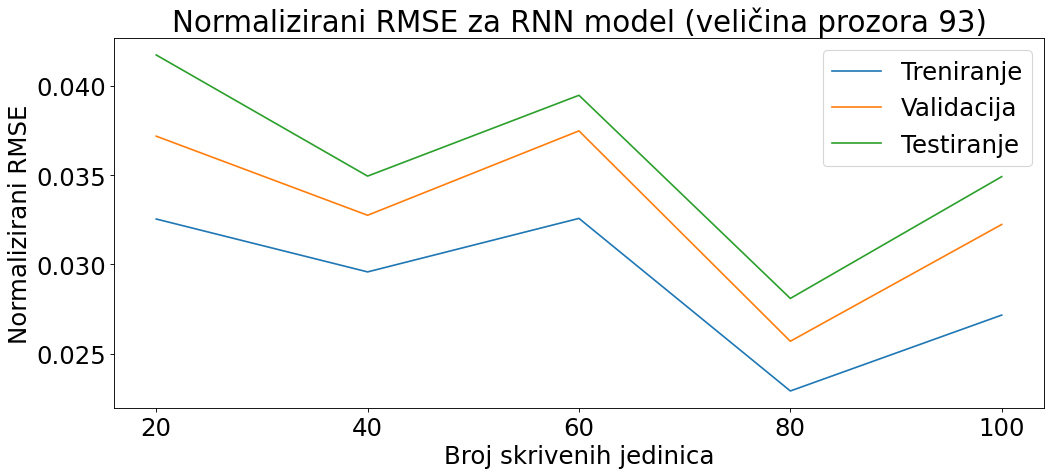 Normalizirani RMSE za RNN model (veličina prozora 93)
Treniranje
Validacija
Testiranje
Normalizirani RMSE
0.040
0.035
0.030
0.025
20 40 60 80 100
Broj skrivenih jedinica